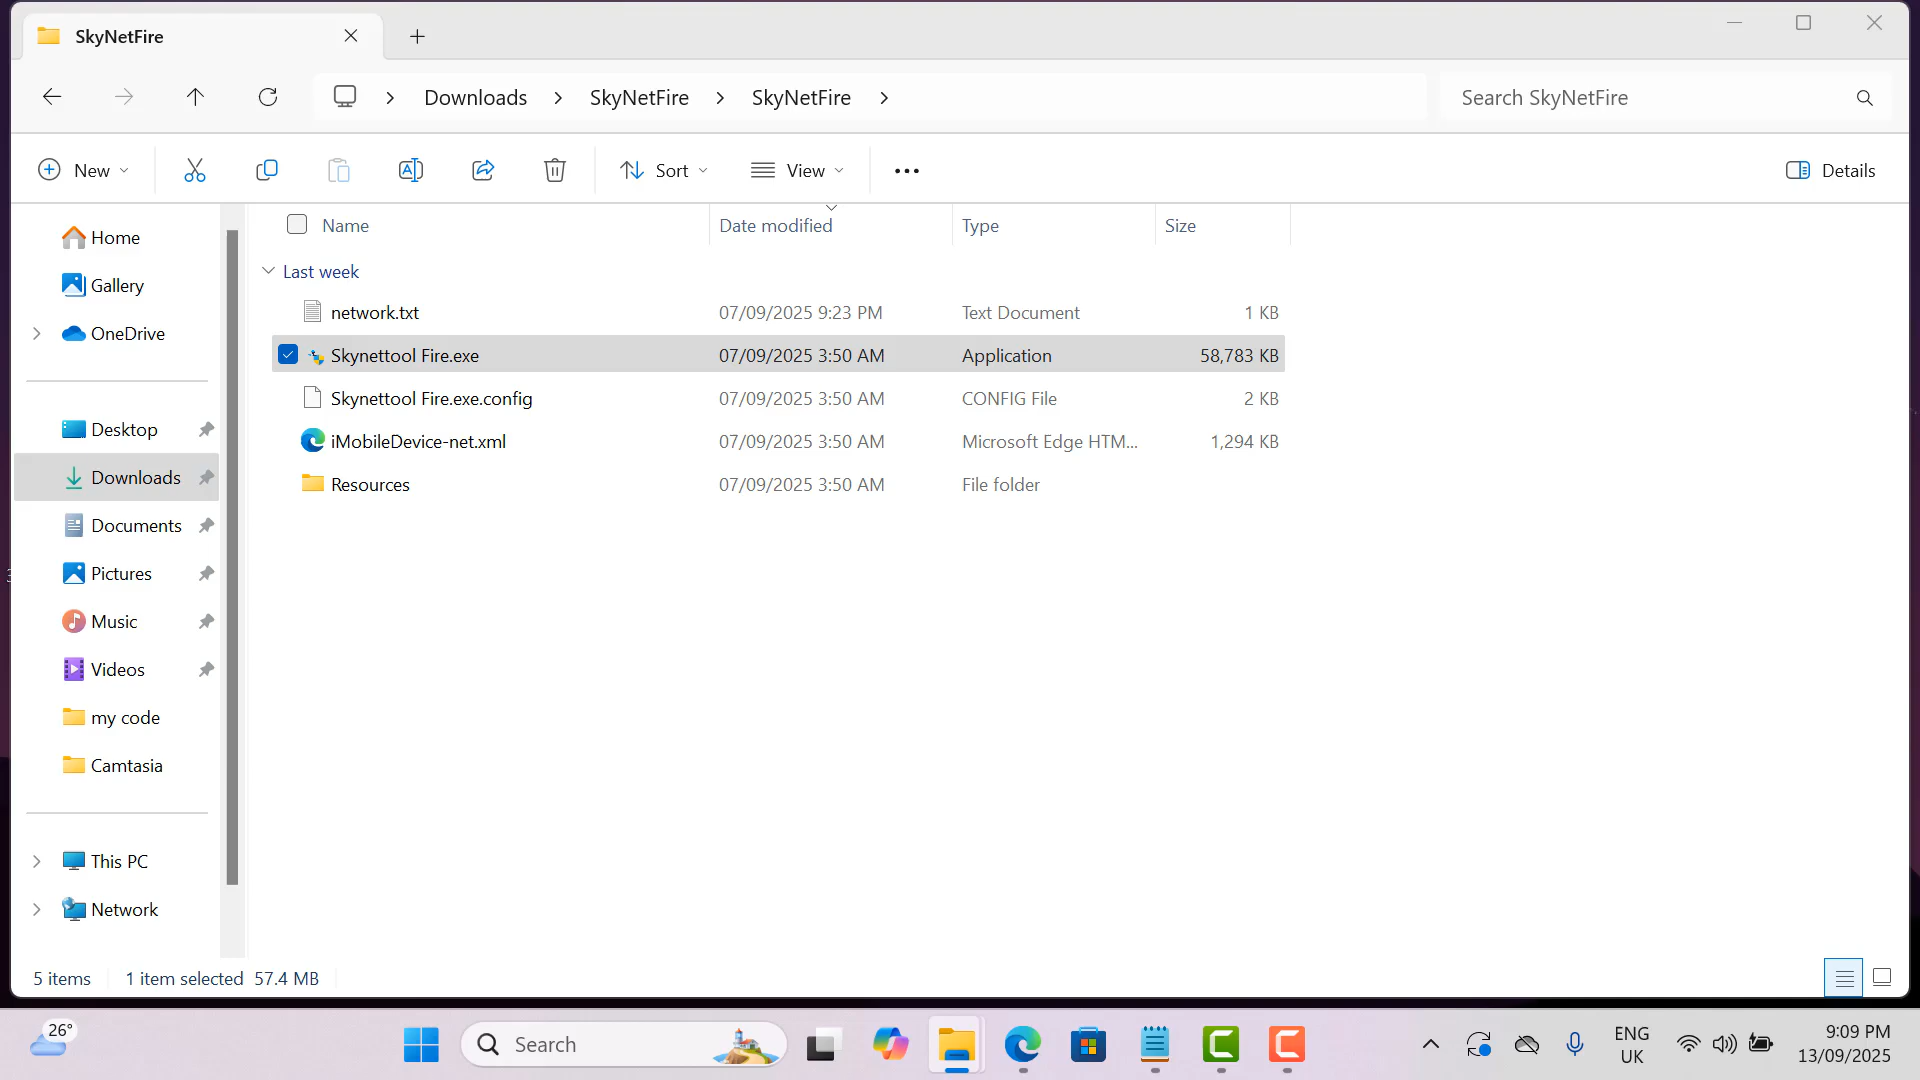 SkyNetFire
Downloads SkyNetFire SkyNetFire
Search SkyNetFire
New
Sort
View
Details
Name Date modified Type Size
Last week
network.txt 07/09/2025 9:23 PM Text Document 1 KB
Skynettool Fire.exe 07/09/2025 3:50 AM Application 58,783 KB
Skynettool Fire.exe.config 07/09/2025 3:50 AM CONFIG File 2 KB
iMobileDevice-net.xml 07/09/2025 3:50 AM Microsoft Edge HTM... 1,294 KB
Resources 07/09/2025 3:50 AM File folder
Home
Gallery
OneDrive
Desktop
Downloads
Documents
Pictures
Music
Videos
my code
Camtasia
This PC
Network
5 items 1 item selected 57.4 MB
26°
Search
ENG
UK
9:09 PM
13/09/2025